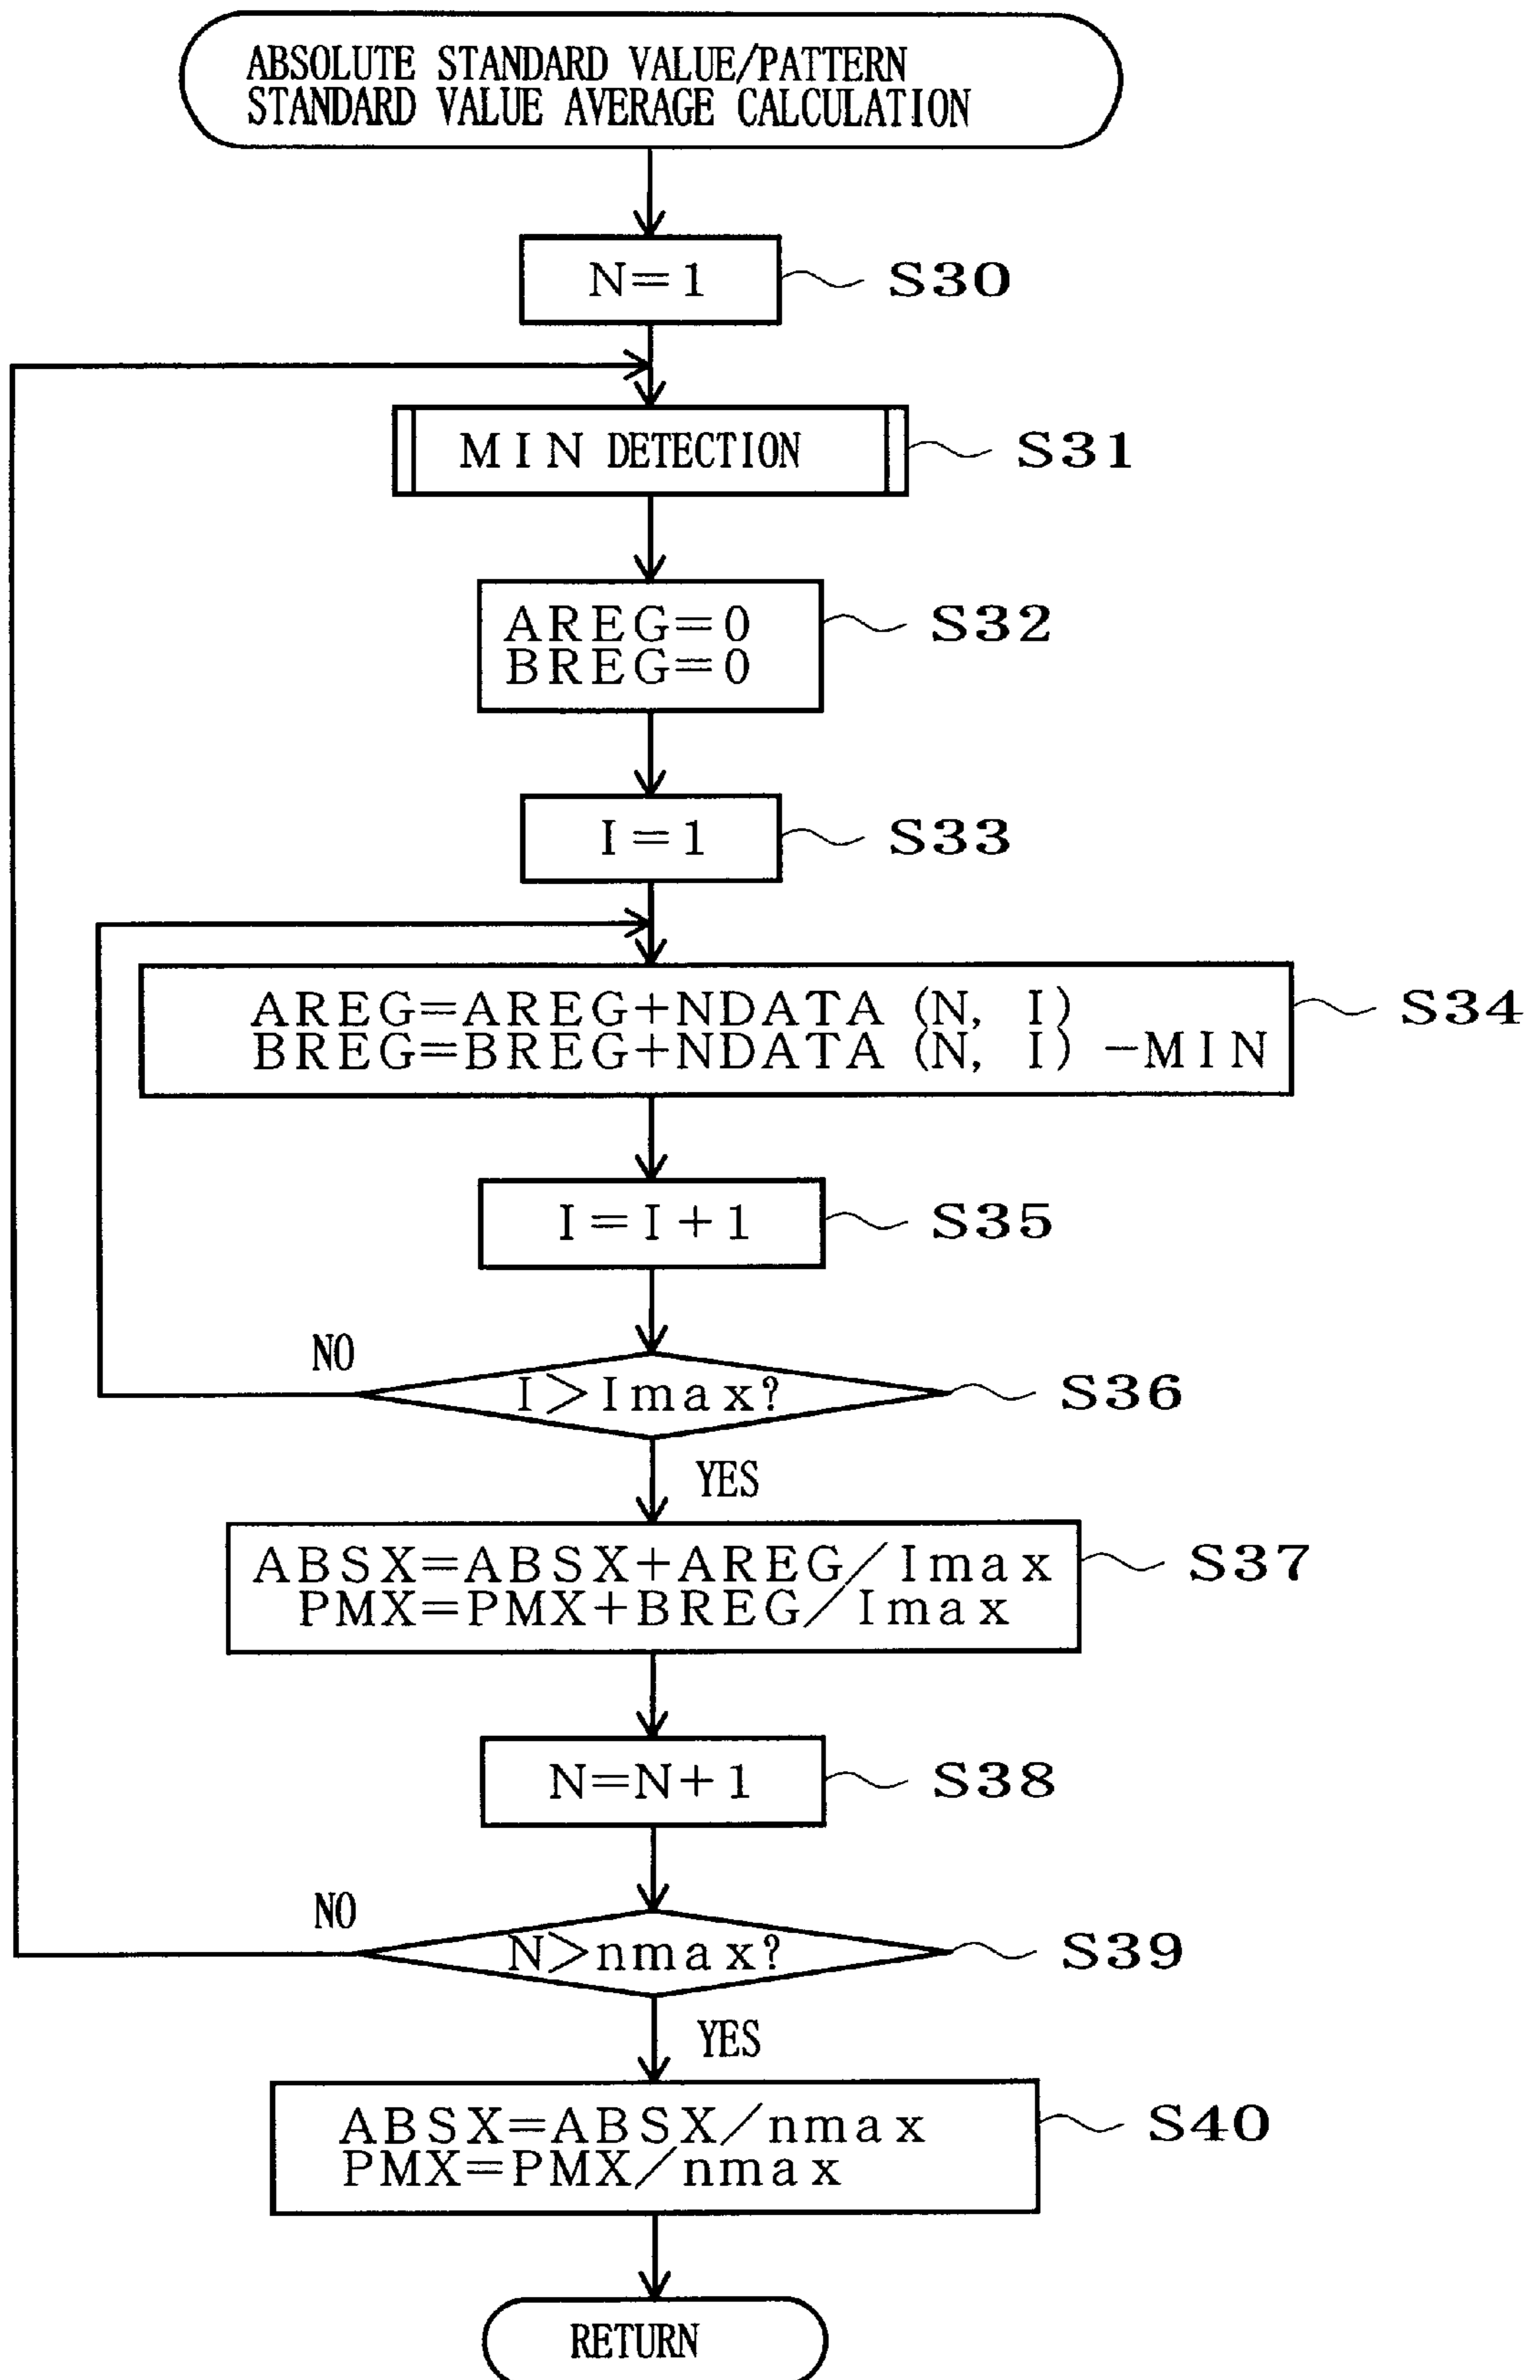 ABSOLUTE STANDARD VALUE/PATTERN
STANDARD VALUE AVERAGE CALCULATION
N=1
S30
MIN DETECTION
S31
AREG=0
BREG=0
S32
I=1
S33
AREG=AREG+NDATA (N, I)
BREG=BREG+NDATA (N, I) -MIN
S34
I=I+1
S35
NO
I>Imax?
S36
YES
ABSX=ABSX+AREG/Imax
PMX=PMX+BREG/Imax
S37
N=N+1
S38
NO
N>nmax?
S39
YES
ABSX=ABSX/nmax
PMX=PMX/nmax
S40
RETURN